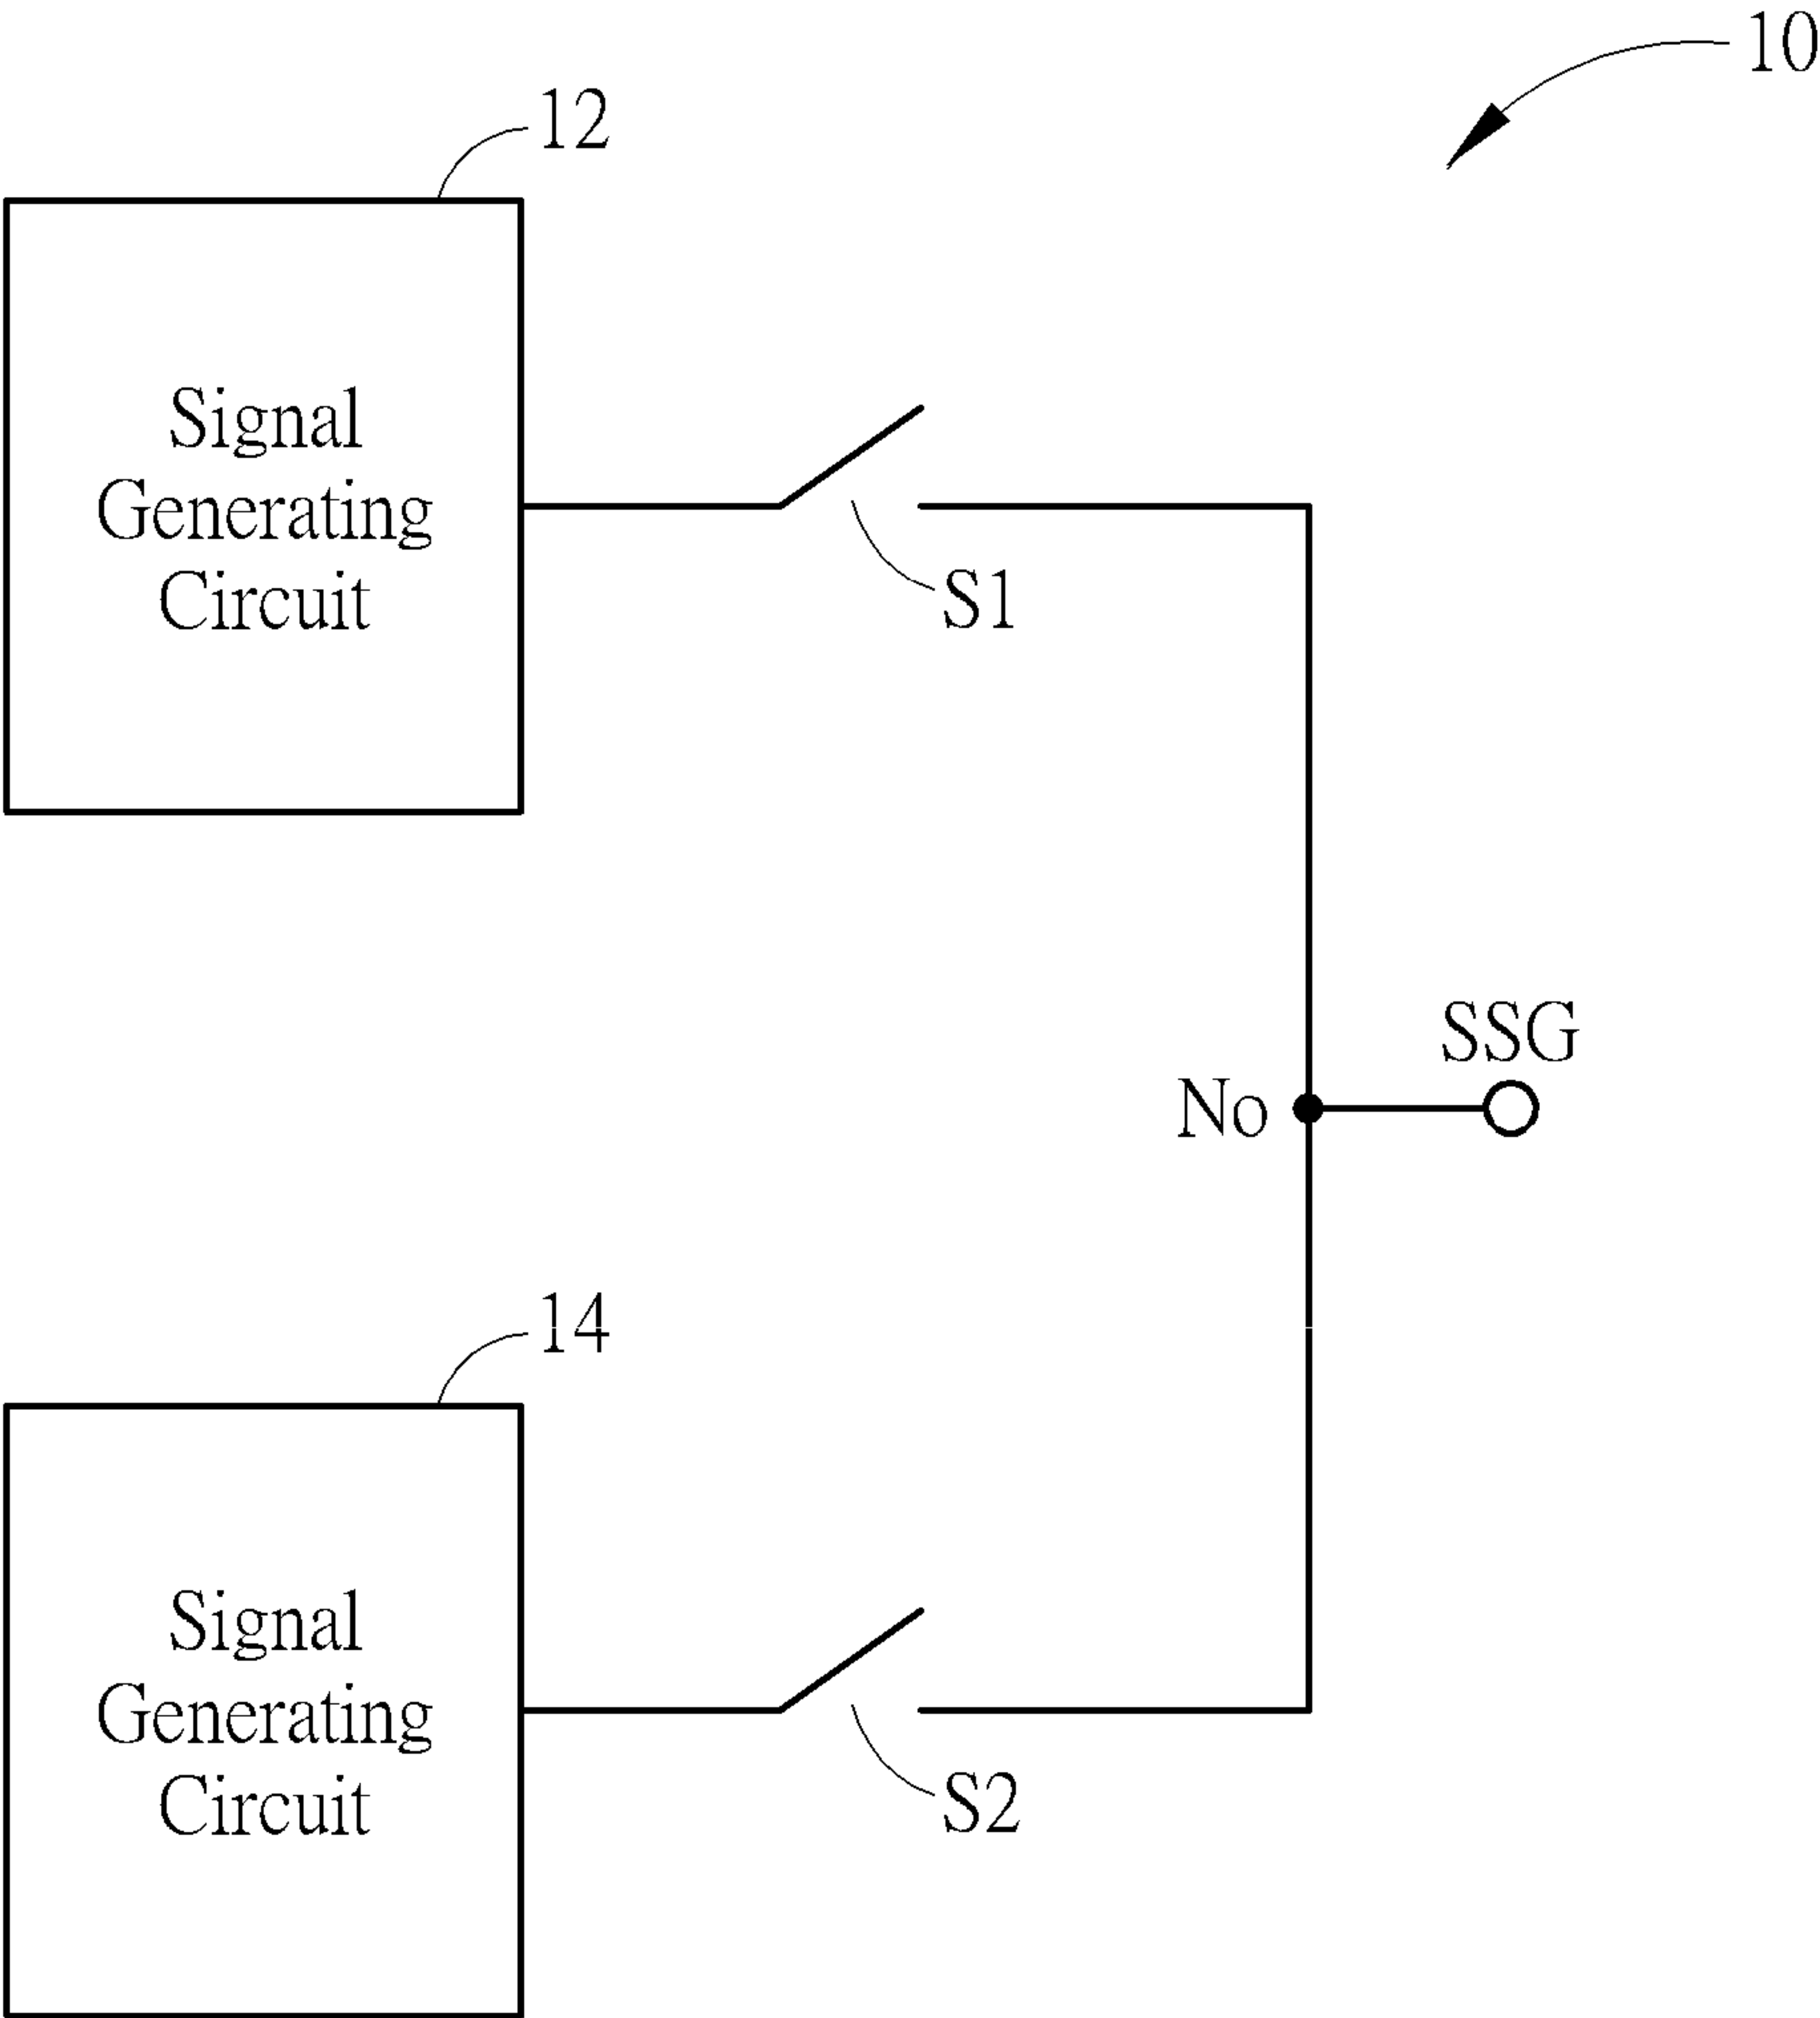 10
12
Signal
Generating
Circuit
S1
SSG
No
14
Signal
Generating
Circuit
S2